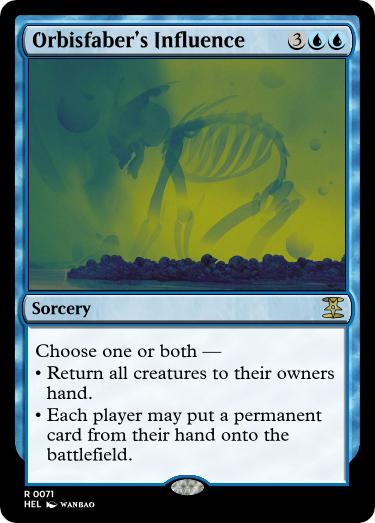 Orbisfaber's Influence 3
Sorcery
Choose one or both —
• Return all creatures to their owners
hand.
• Each player may put a permanent
card from their hand onto the
battlefield.
R 0071
HEL WANBAO